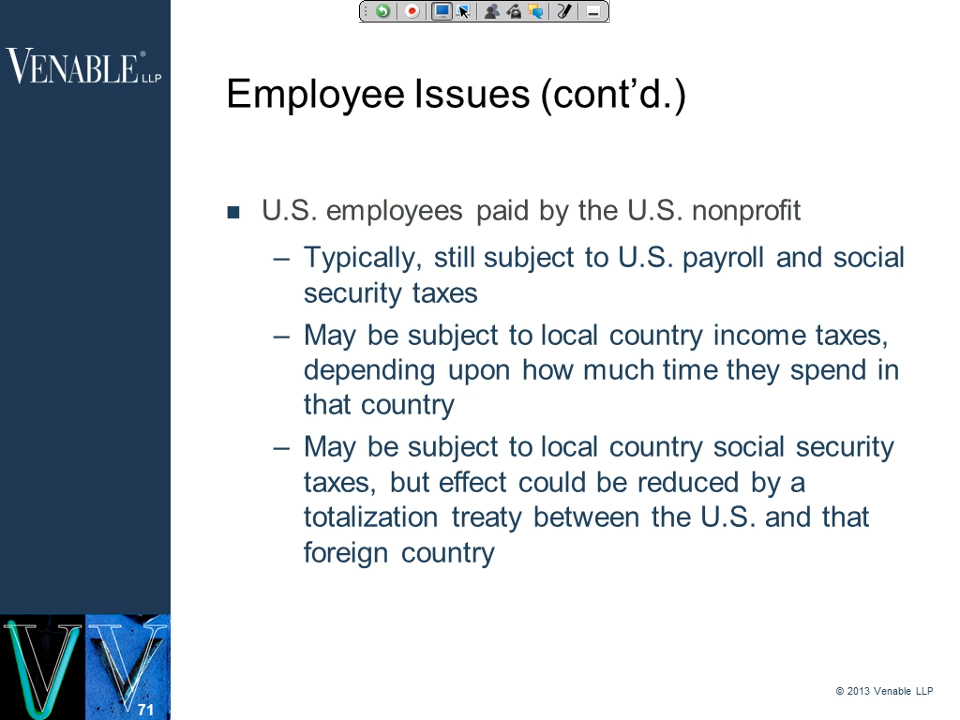 VENABLE® LLP
Employee Issues (cont’d.)
U.S. employees paid by the U.S. nonprofit
– Typically, still subject to U.S. payroll and social
security taxes
– May be subject to local country income taxes,
depending upon how much time they spend in
that country
– May be subject to local country social security
taxes, but effect could be reduced by a
totalization treaty between the U.S. and that
foreign country
V V
71
© 2013 Venable LLP